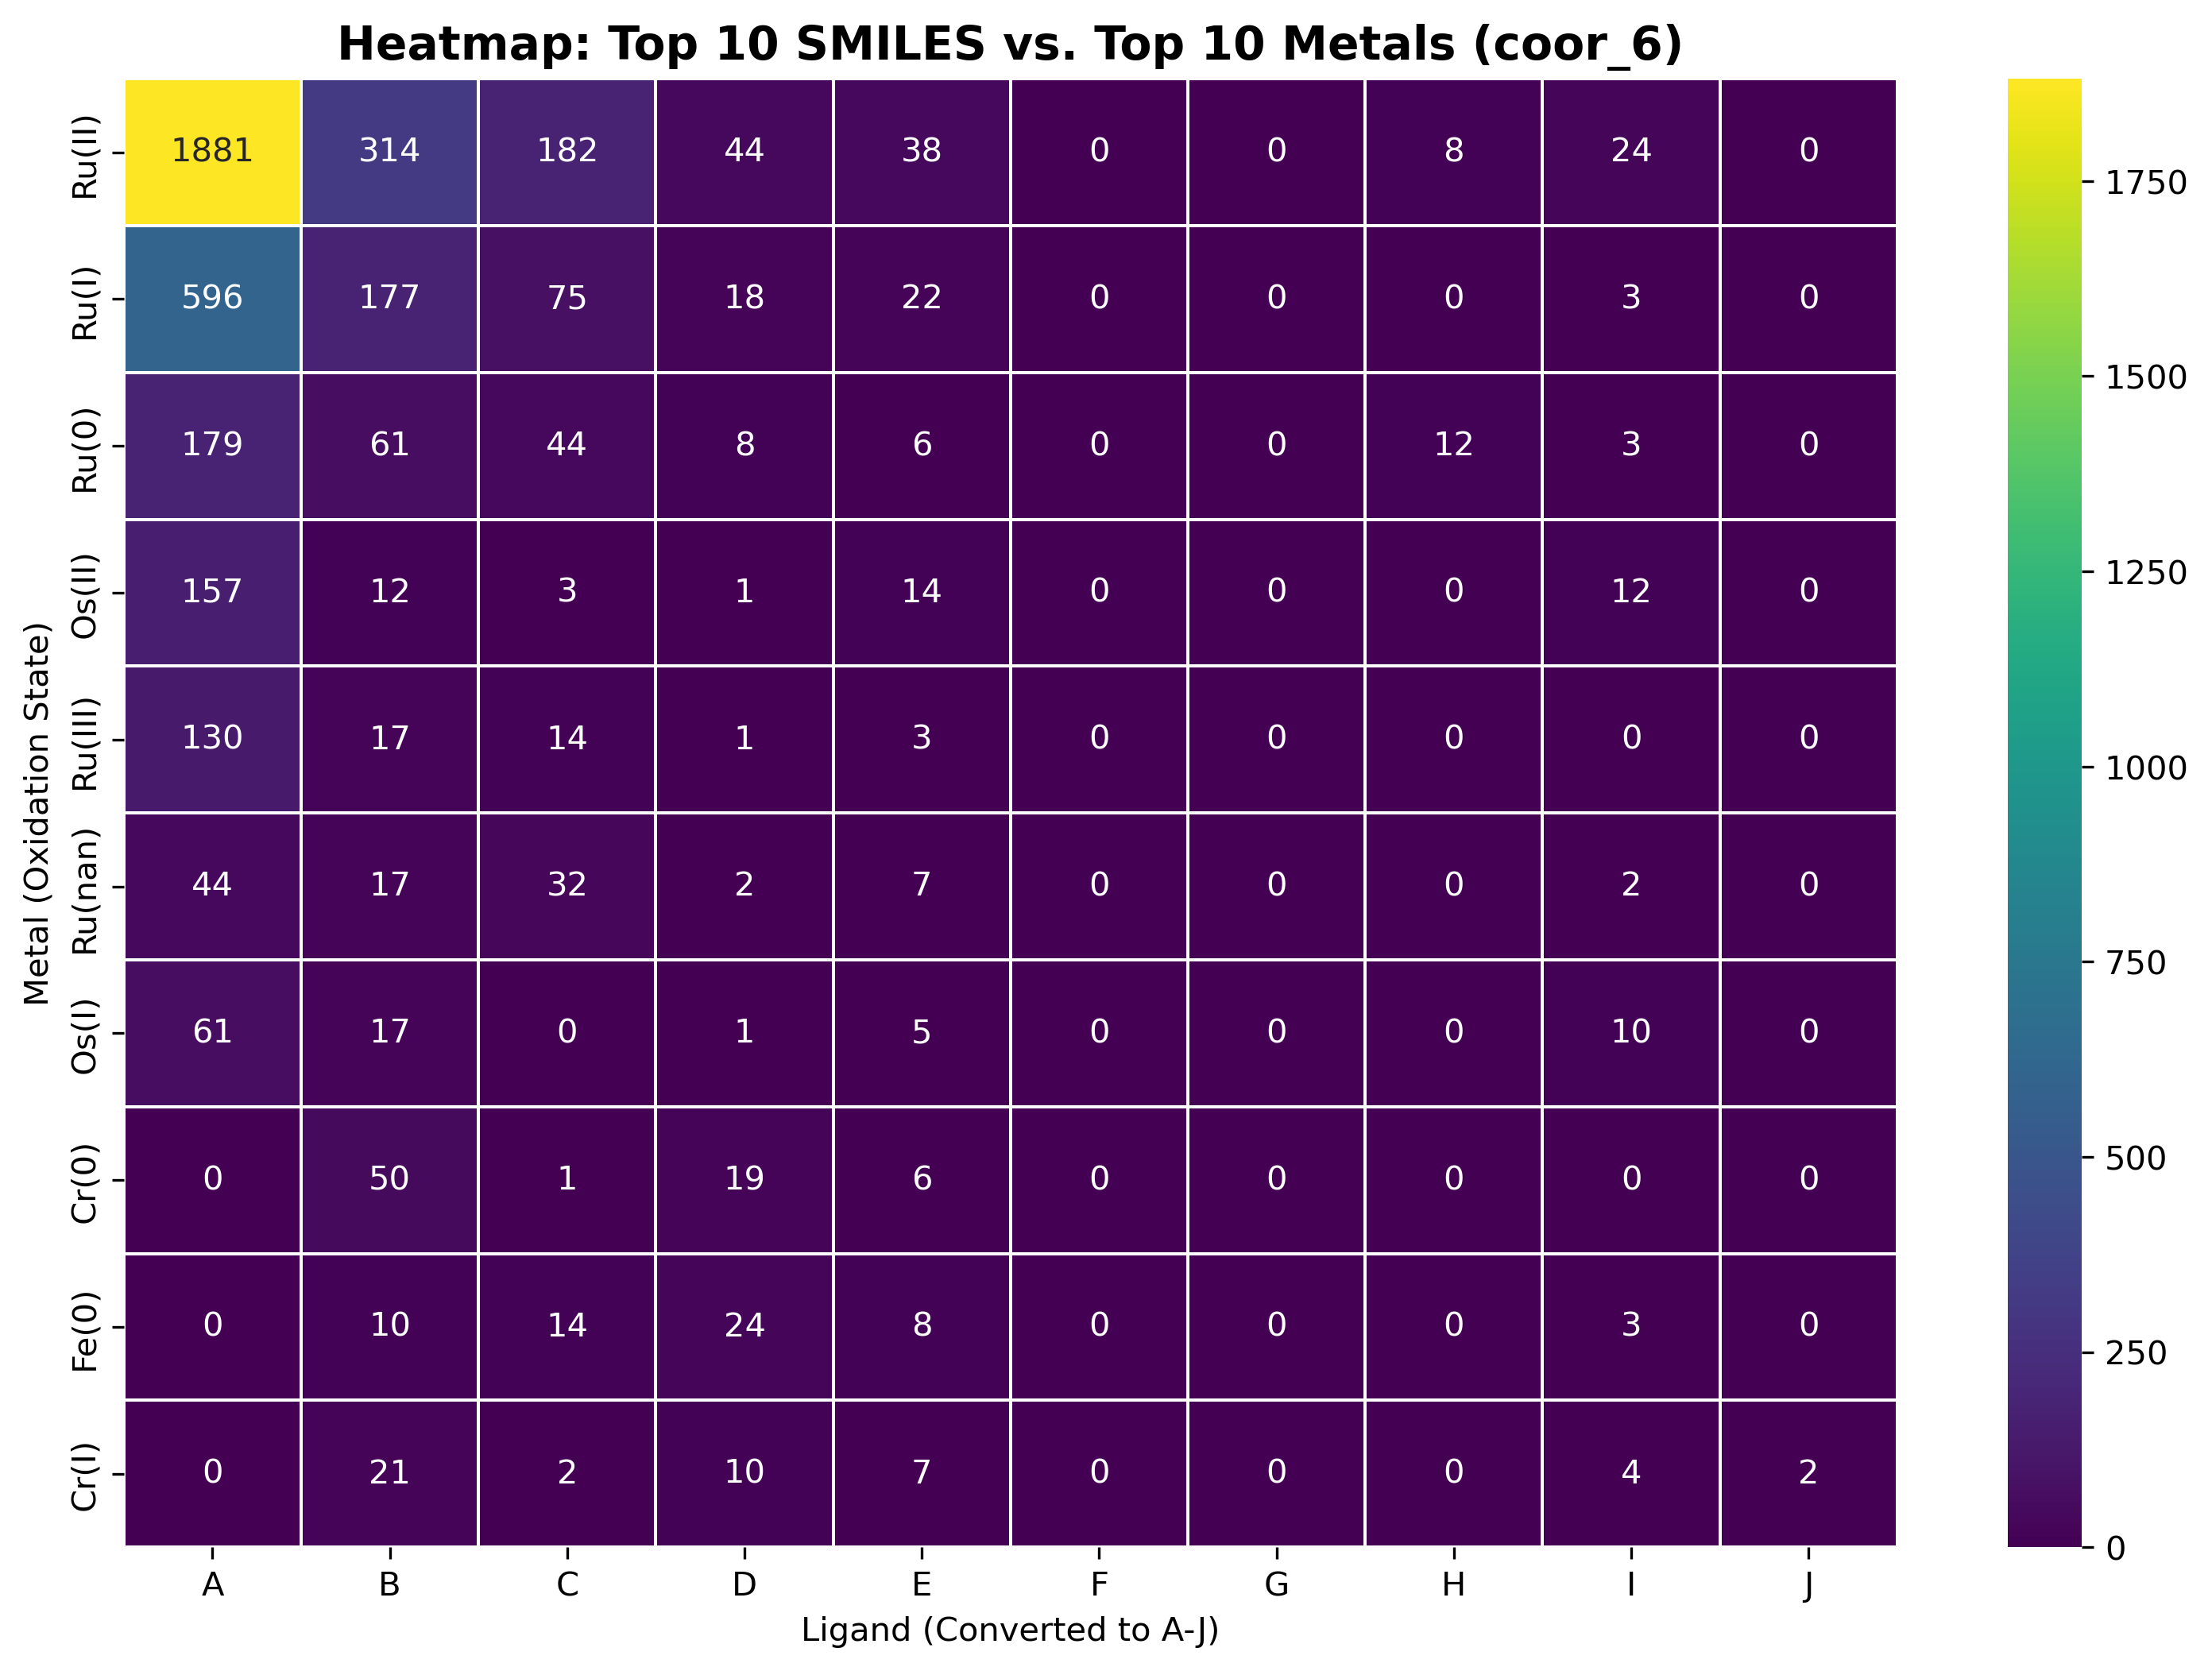 Heatmap: Top 10 SMILES vs. Top 10 Metals (coor_6)
Metal (Oxidation State)
Ru(II) 1881 314 182 44 38 0 0 8 24 0
Ru(I) 596 177 75 18 22 0 0 0 3 0
Ru(0) 179 61 44 8 6 0 0 12 3 0
Os(II) 157 12 3 1 14 0 0 0 12 0
Ru(III) 130 17 14 1 3 0 0 0 0 0
Ru(nan) 44 17 32 2 7 0 0 0 2 0
Os(I) 61 17 0 1 5 0 0 0 10 0
Cr(0) 0 50 1 19 6 0 0 0 0 0
Fe(0) 0 10 14 24 8 0 0 0 3 0
Cr(I) 0 21 2 10 7 0 0 0 4 2
A B C D E F G H I J
Ligand (Converted to A-J)
1750
1500
1250
1000
750
500
250
0